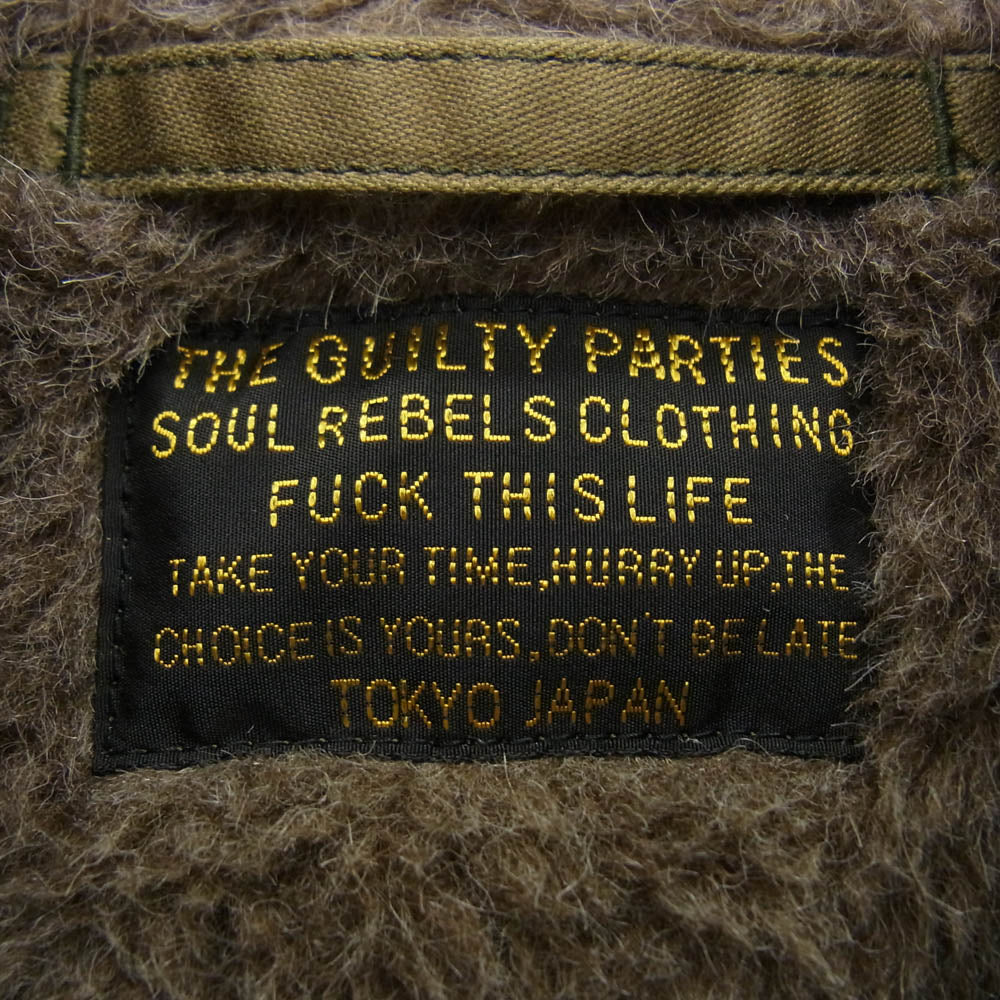 THE GUILTY PARTIES
SOUL REBELS CLOTHING
FUCK THIS LIFE
TAKE YOUR TIME,HURRY UP,THE
CHOICE IS YOURS,DON'T BE LATE
TOKYO JAPAN